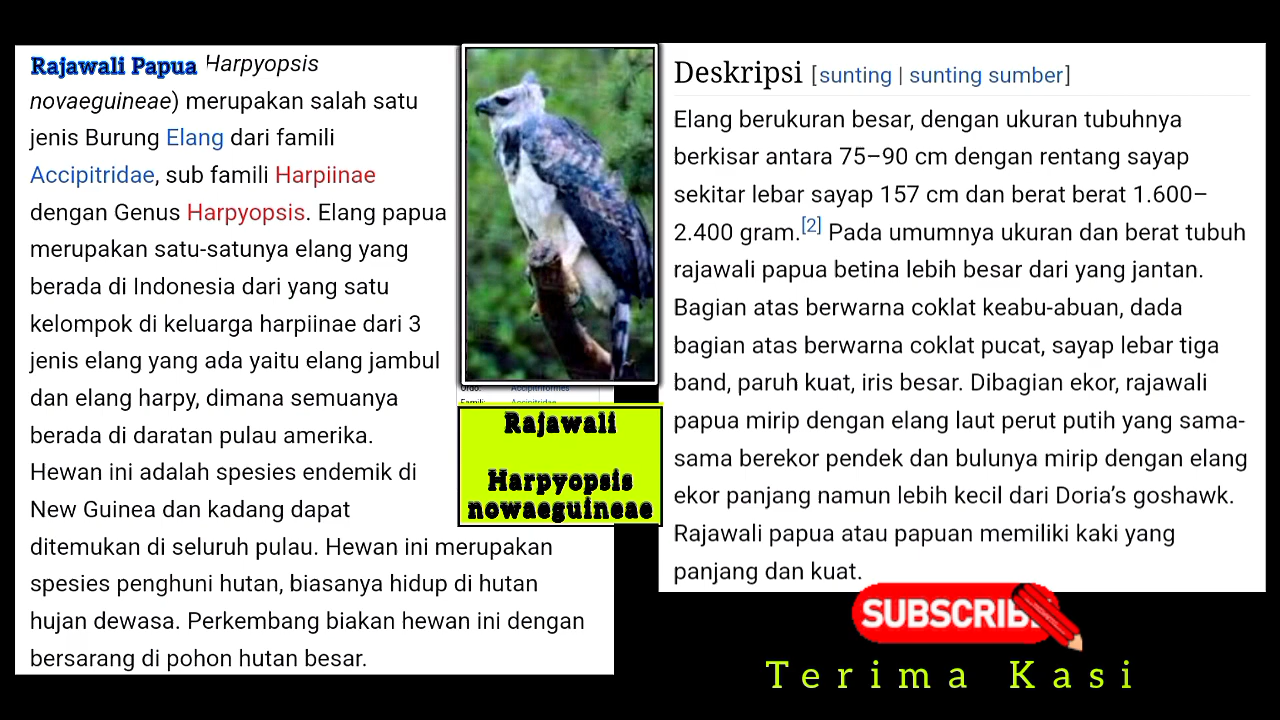 Rajawali Papua Harpyopsis
novaeguineae) merupakan salah satu
jenis Burung Elang dari famili
Accipitridae, sub famili Harpiinae
dengan Genus Harpyopsis. Elang papua
merupakan satu-satunya elang yang
berada di Indonesia dari yang satu
kelompok di keluarga harpiinae dari 3
jenis elang yang ada yaitu elang jambul
dan elang harpy, dimana semuanya
berada di daratan pulau amerika.
Hewan ini adalah spesies endemik di
New Guinea dan kadang dapat
ditemukan di seluruh pulau. Hewan ini merupakan
spesies penghuni hutan, biasanya hidup di hutan
hujan dewasa. Perkembang biakan hewan ini dengan
bersarang di pohon hutan besar.
Ordo: Accipitriformes
Famili: Accipitridae
Rajawali
Harpyopsis
nowaeguineae
Deskripsi [sunting | sunting sumber]
Elang berukuran besar, dengan ukuran tubuhnya
berkisar antara 75–90 cm dengan rentang sayap
sekitar lebar sayap 157 cm dan berat berat 1.600–
2.400 gram.[2] Pada umumnya ukuran dan berat tubuh
rajawali papua betina lebih besar dari yang jantan.
Bagian atas berwarna coklat keabu-abuan, dada
bagian atas berwarna coklat pucat, sayap lebar tiga
band, paruh kuat, iris besar. Dibagian ekor, rajawali
papua mirip dengan elang laut perut putih yang sama-
sama berekor pendek dan bulunya mirip dengan elang
ekor panjang namun lebih kecil dari Doria's goshawk.
Rajawali papua atau papuan memiliki kaki yang
panjang dan kuat.
SUBSCRIBE
Terima Kasi